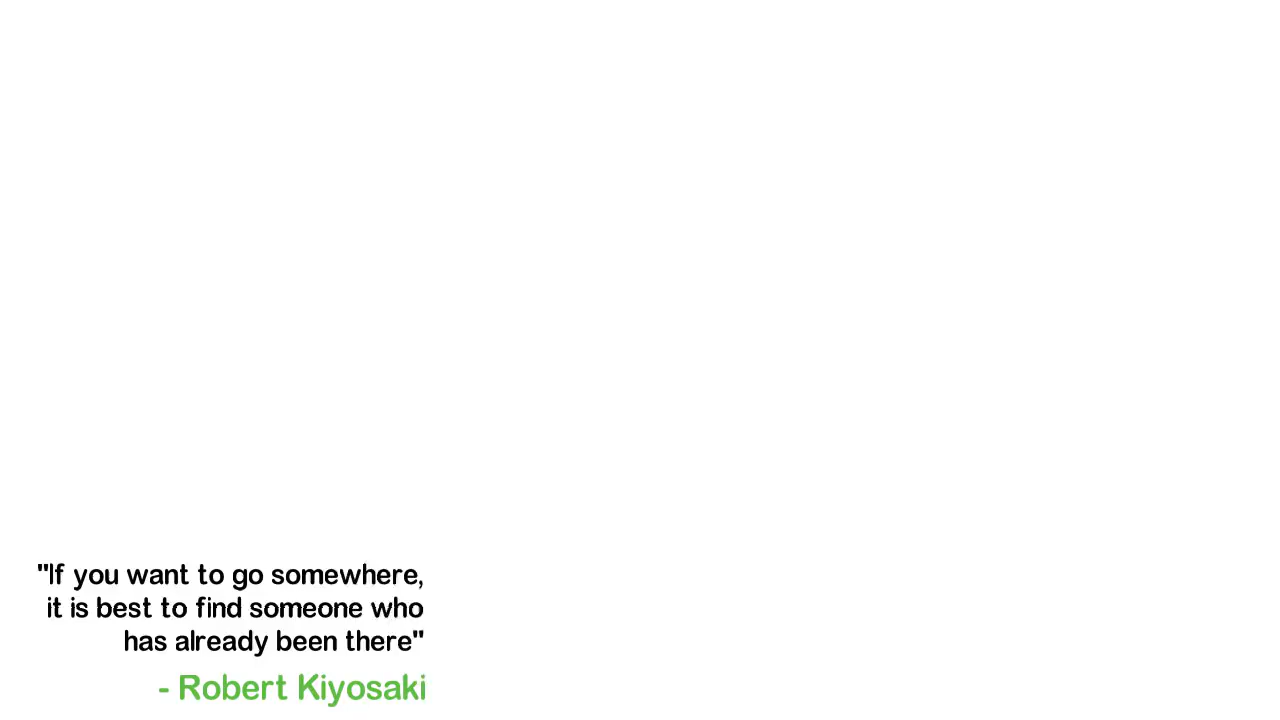 "If you want to go somewhere,
it is best to find someone who
has already been there"
- Robert Kiyosaki